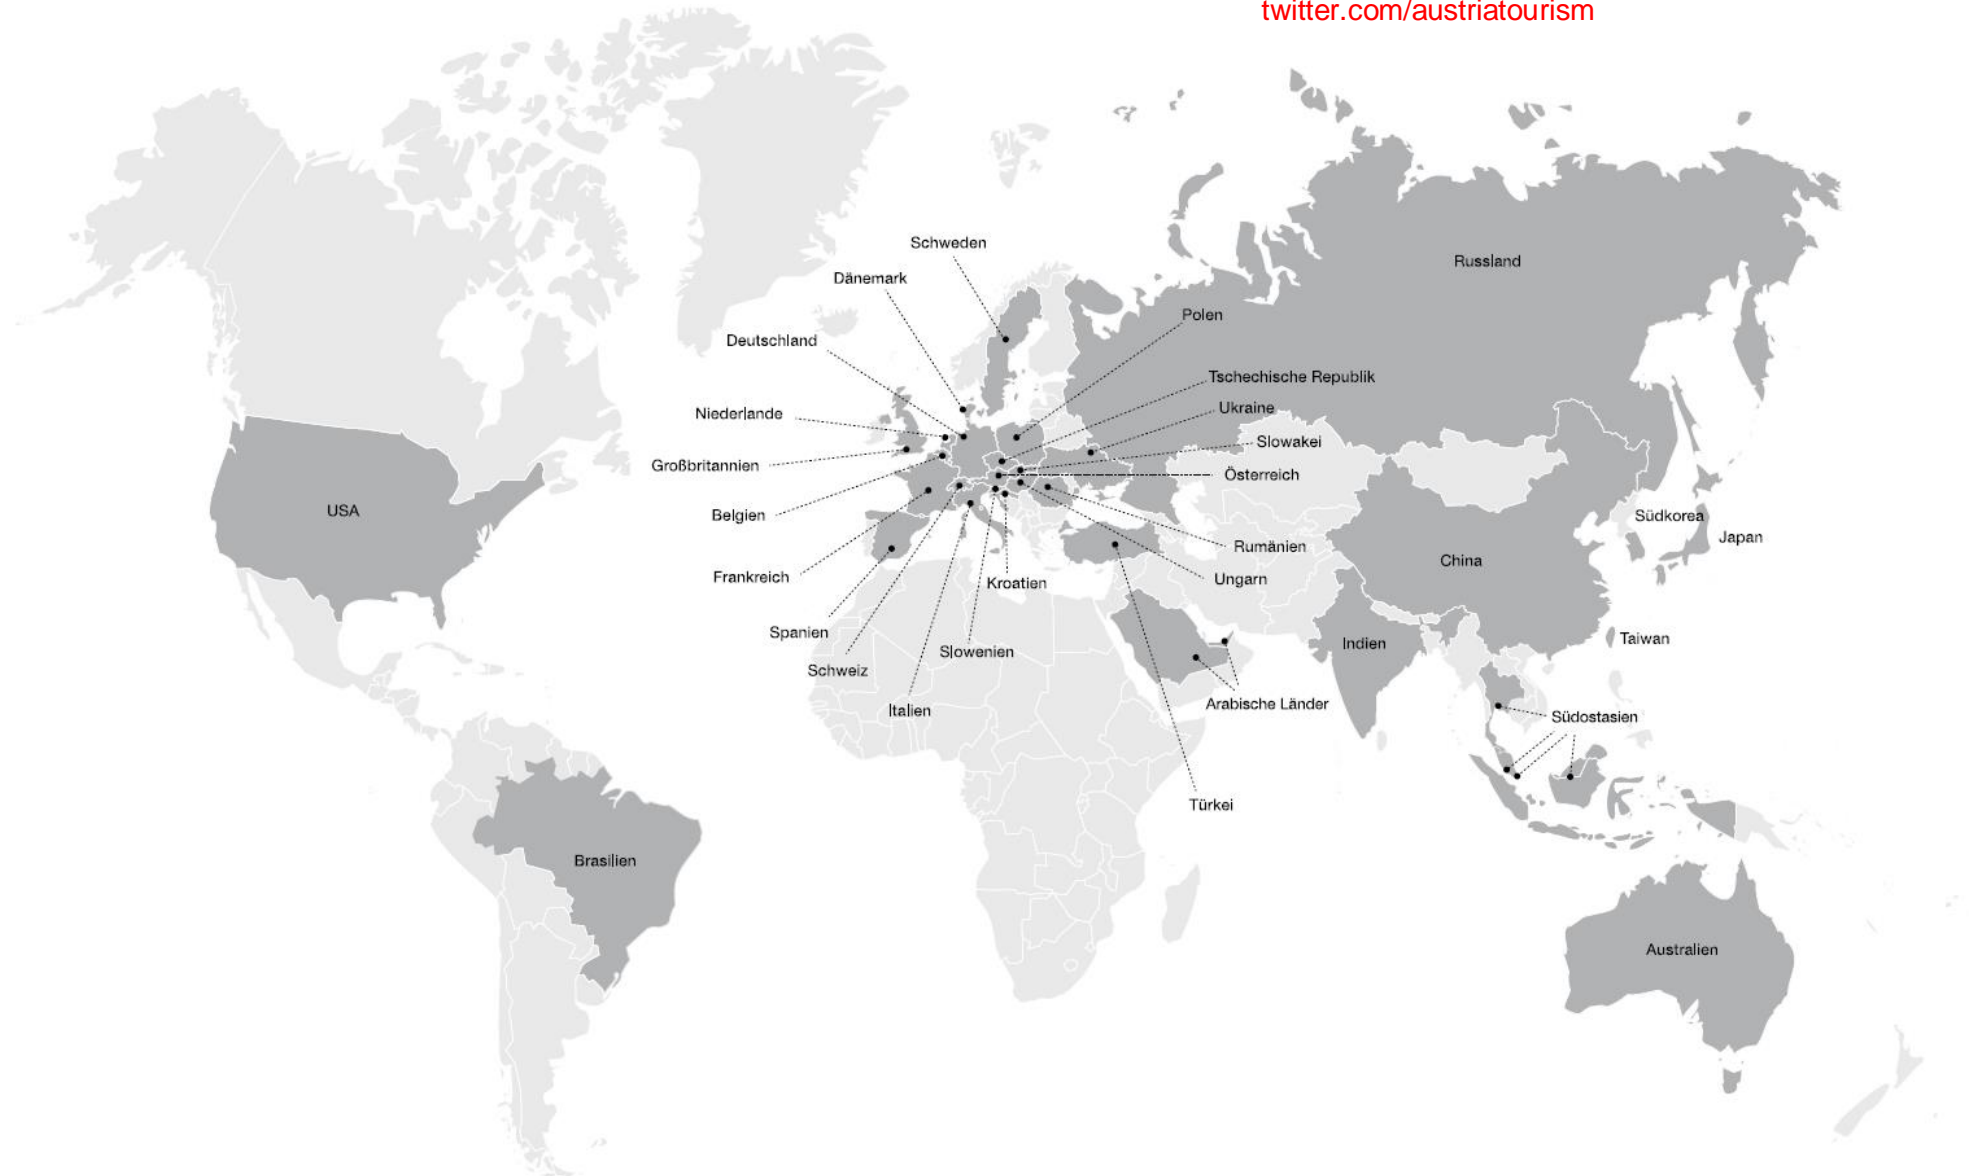 twitter.com/austriatourism
Schweden
Russland
Dänemark
Polen
Deutschland
Tschechische Republik
Niederlande
Ukraine
Slowakei
Großbritannien
Österreich
USA
Belgien
Südkorea
Japan
Rumänien
China
Frankreich
Kroatien
Ungarn
Spanien
Taiwan
Indien
Slowenien
Schweiz
Arabische Länder
Italien
Südostasien
Türkei
Brasilien
Australien